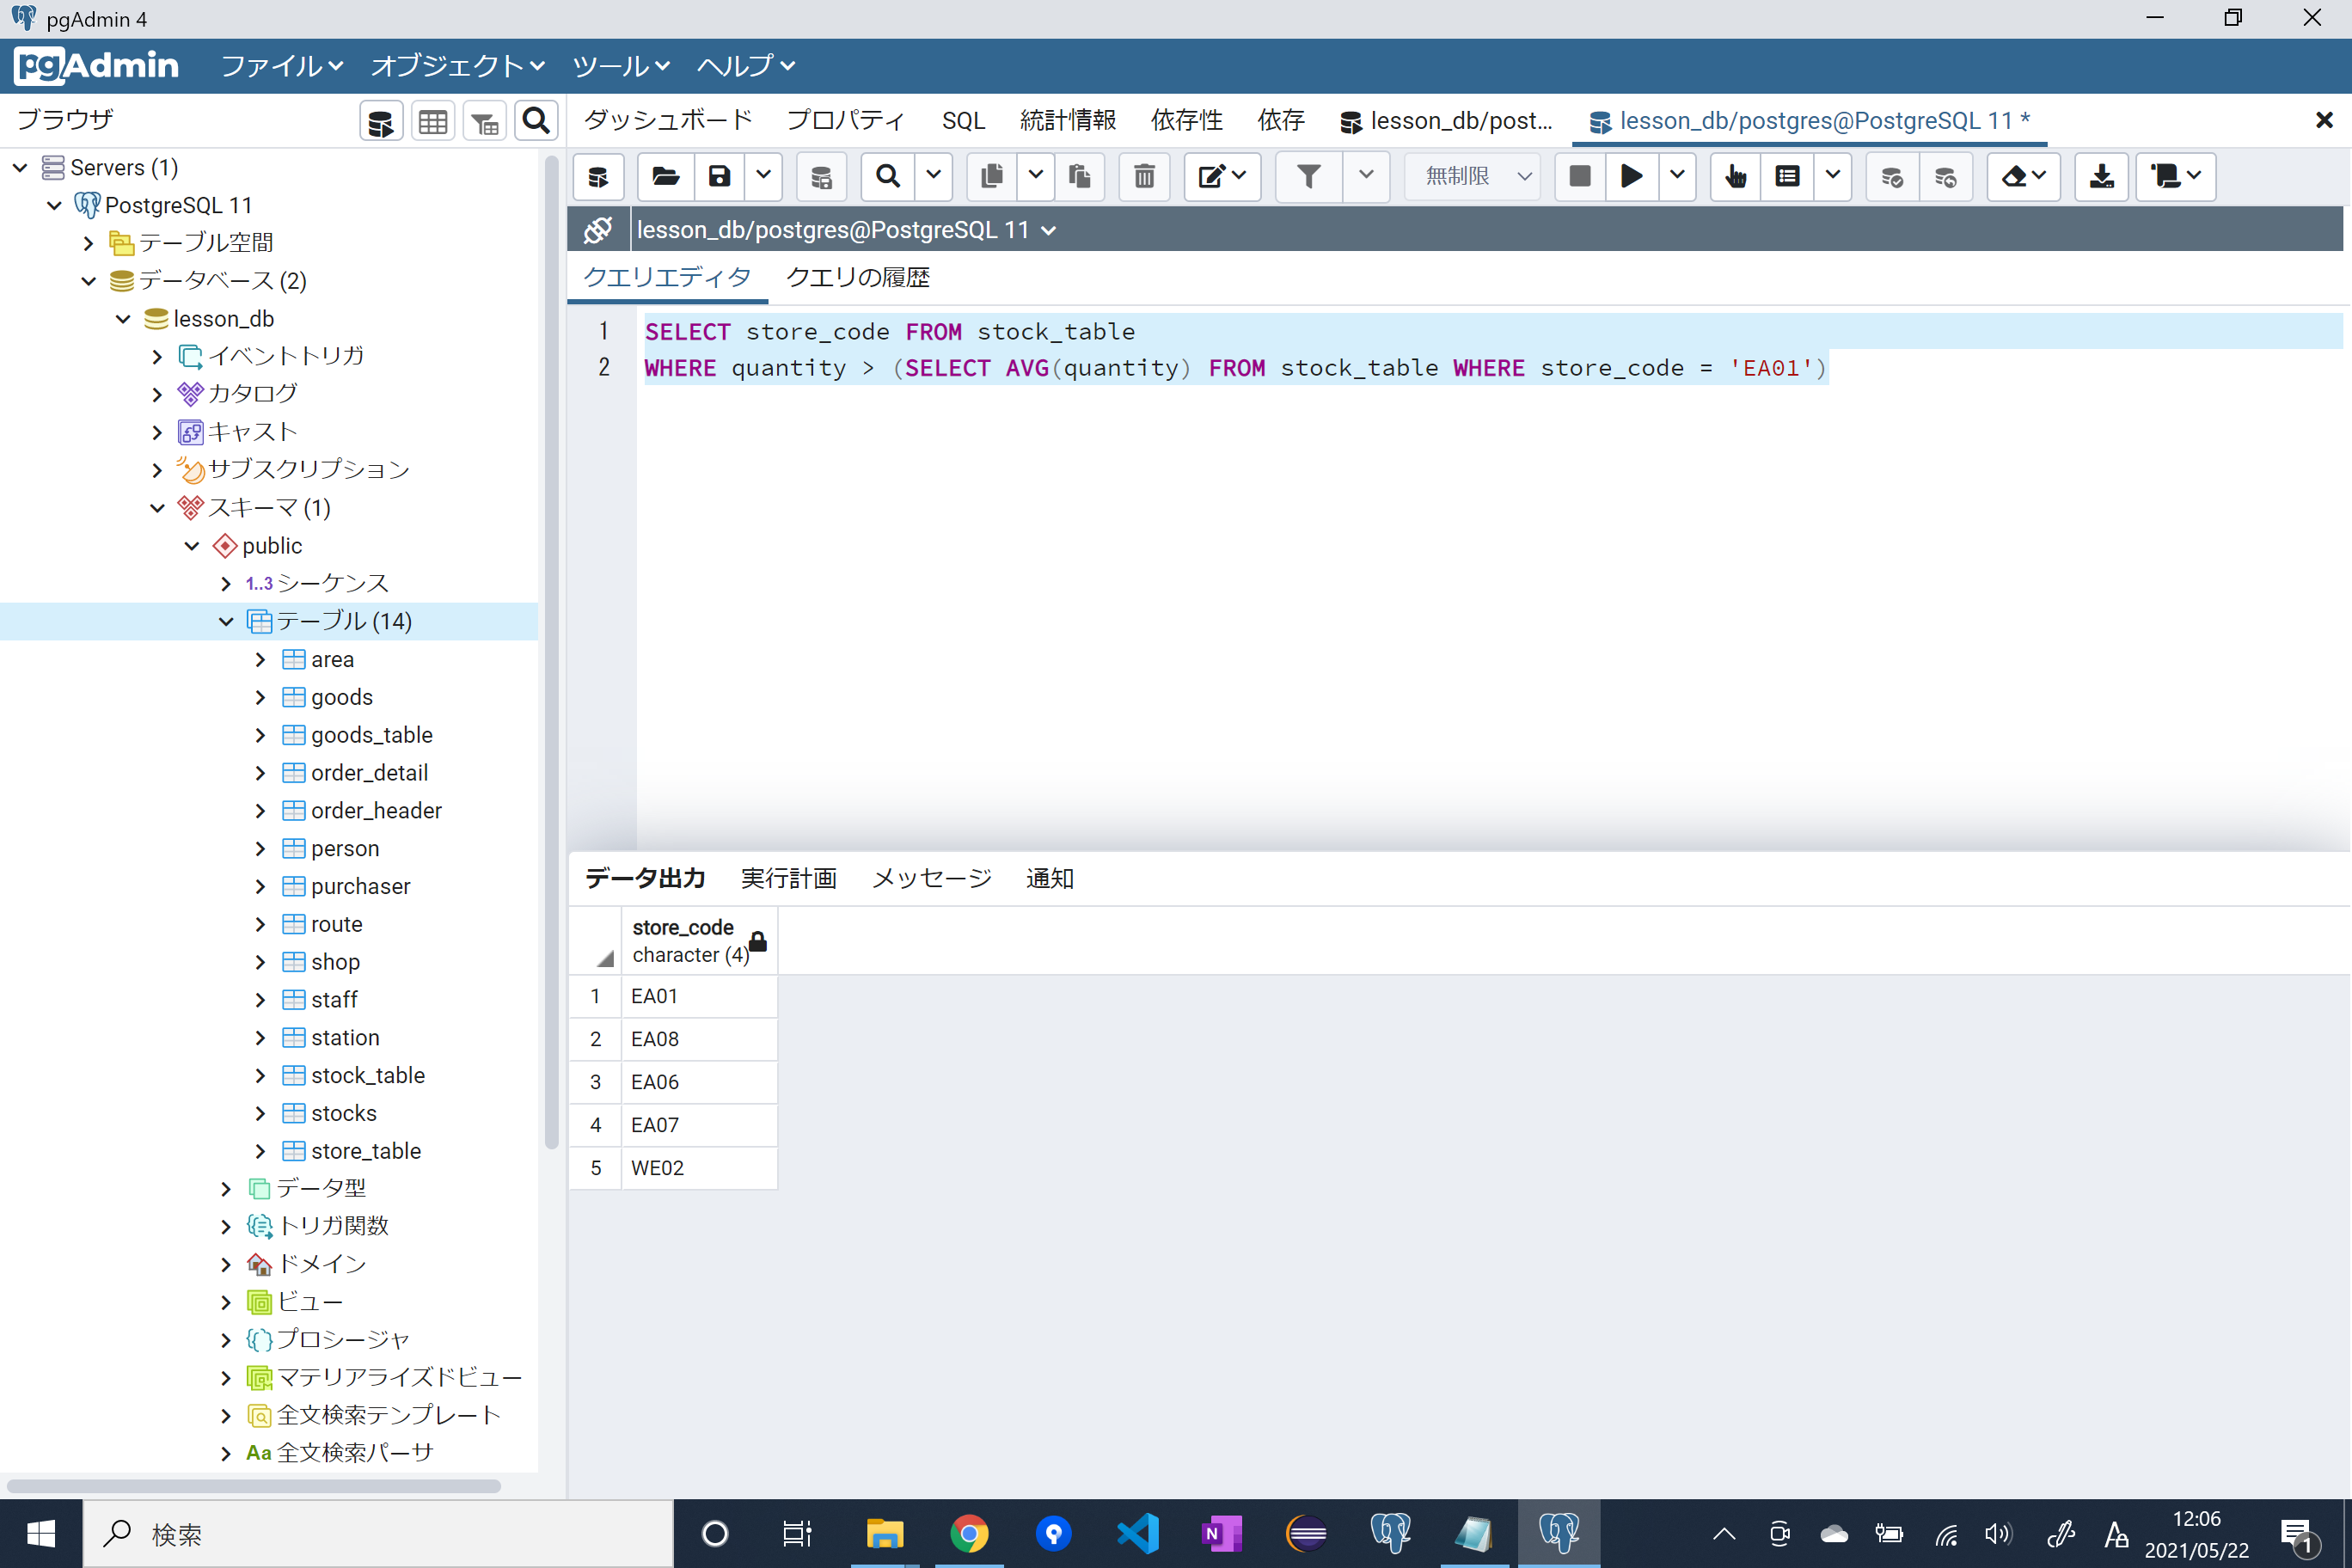 pgAdmin 4
pgAdmin ファイル オブジェクト ツール ヘルプ
ブラウザ
ダッシュボード プロパティ SQL 統計情報 依存性 依存 lesson_db/post... lesson_db/postgres@PostgreSQL 11 *
無制限
lesson_db/postgres@PostgreSQL 11
クエリエディタ クエリの履歴
1 SELECT store_code FROM stock_table
2 WHERE quantity > (SELECT AVG(quantity) FROM stock_table WHERE store_code = 'EA01')
Servers (1)
PostgreSQL 11
テーブル空間
データベース (2)
lesson_db
イベントトリガ
カタログ
キャスト
サブスクリプション
スキーマ (1)
public
1..3 シーケンス
テーブル (14)
area
goods
goods_table
order_detail
order_header
person
purchaser
route
shop
staff
station
stock_table
stocks
store_table
データ型
トリガ関数
ドメイン
ビュー
プロシージャ
マテリアライズドビュー
全文検索テンプレート
Aa 全文検索パーサ
データ出力 実行計画 メッセージ 通知
store_code
character (4)
1 EA01
2 EA08
3 EA06
4 EA07
5 WE02
検索
12:06
2021/05/22
1